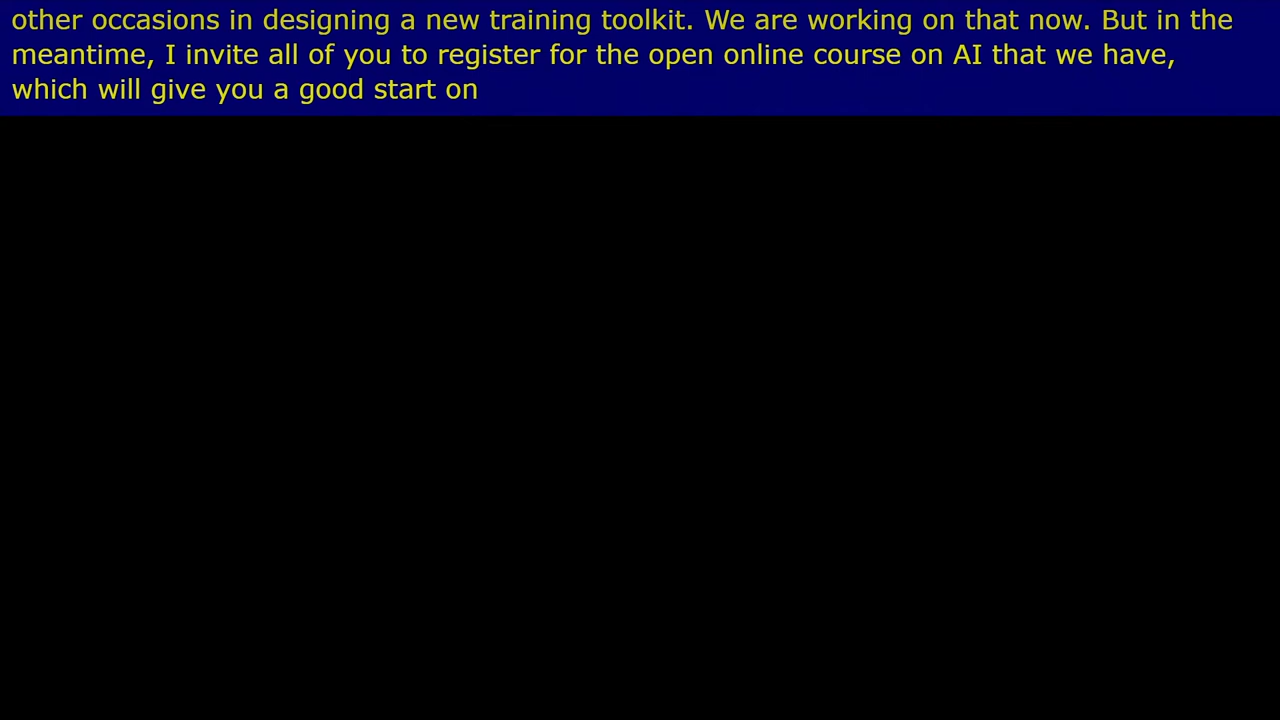 other occasions in designing a new training toolkit. We are working on that now. But in the
meantime, I invite all of you to register for the open online course on AI that we have,
which will give you a good start on